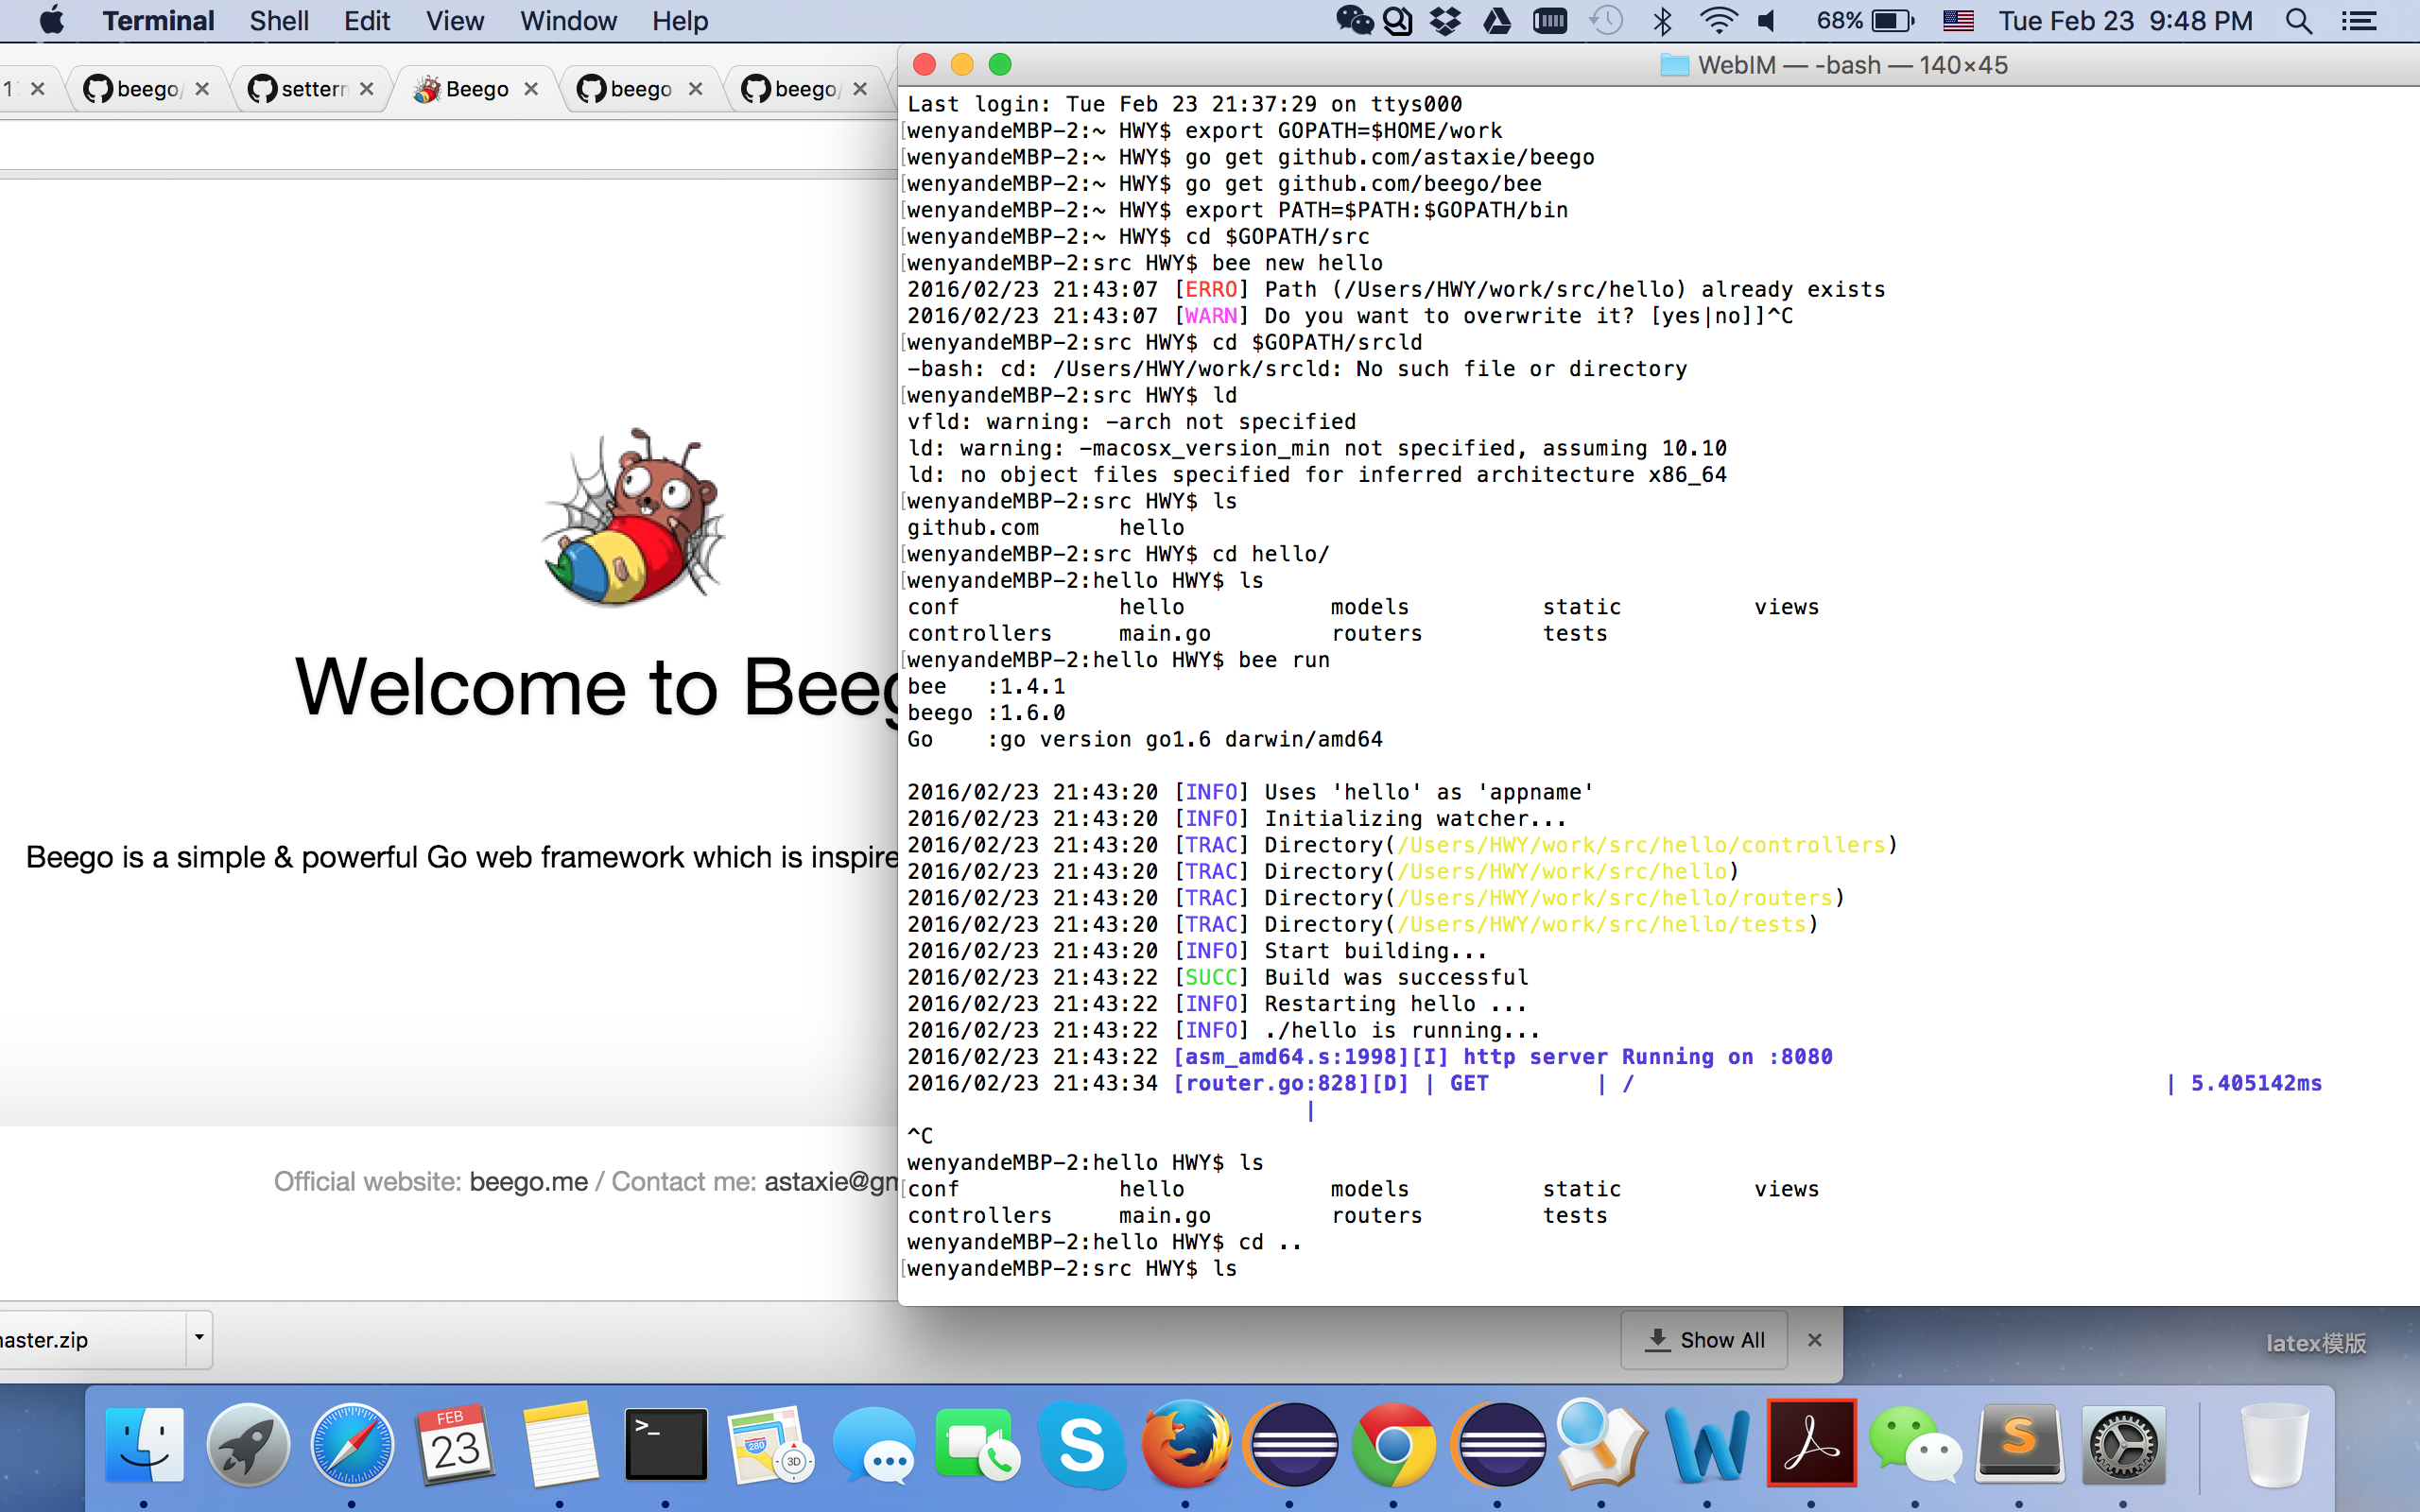 Terminal Shell Edit View Window Help 68% Tue Feb 23 9:48 PM
beego/ settern Beego beego beego/
WebIM — -bash — 140×45
Last login: Tue Feb 23 21:37:29 on ttys000
wenyandeMBP-2:~ HWY$ export GOPATH=$HOME/work
wenyandeMBP-2:~ HWY$ go get github.com/astaxie/beego
wenyandeMBP-2:~ HWY$ go get github.com/beego/bee
wenyandeMBP-2:~ HWY$ export PATH=$PATH:$GOPATH/bin
wenyandeMBP-2:~ HWY$ cd $GOPATH/src
wenyandeMBP-2:src HWY$ bee new hello
2016/02/23 21:43:07 [ERRO] Path (/Users/HWY/work/src/hello) already exists
2016/02/23 21:43:07 [WARN] Do you want to overwrite it? [yes|no]]^C
wenyandeMBP-2:src HWY$ cd $GOPATH/srcld
-bash: cd: /Users/HWY/work/srcld: No such file or directory
wenyandeMBP-2:src HWY$ ld
vfld: warning: -arch not specified
ld: warning: -macosx_version_min not specified, assuming 10.10
ld: no object files specified for inferred architecture x86_64
wenyandeMBP-2:src HWY$ ls
github.com hello
wenyandeMBP-2:src HWY$ cd hello/
wenyandeMBP-2:hello HWY$ ls
conf hello models static views
controllers main.go routers tests
wenyandeMBP-2:hello HWY$ bee run
bee :1.4.1
beego :1.6.0
Go :go version go1.6 darwin/amd64
2016/02/23 21:43:20 [INFO] Uses 'hello' as 'appname'
2016/02/23 21:43:20 [INFO] Initializing watcher...
2016/02/23 21:43:20 [TRAC] Directory(/Users/HWY/work/src/hello/controllers)
2016/02/23 21:43:20 [TRAC] Directory(/Users/HWY/work/src/hello)
2016/02/23 21:43:20 [TRAC] Directory(/Users/HWY/work/src/hello/routers)
2016/02/23 21:43:20 [TRAC] Directory(/Users/HWY/work/src/hello/tests)
2016/02/23 21:43:20 [INFO] Start building...
2016/02/23 21:43:22 [SUCC] Build was successful
2016/02/23 21:43:22 [INFO] Restarting hello ...
2016/02/23 21:43:22 [INFO] ./hello is running...
2016/02/23 21:43:22 [asm_amd64.s:1998][I] http server Running on :8080
2016/02/23 21:43:34 [router.go:828][D] | GET | / | 5.405142ms
|
^C
wenyandeMBP-2:hello HWY$ ls
conf hello models static views
controllers main.go routers tests
wenyandeMBP-2:hello HWY$ cd ..
wenyandeMBP-2:src HWY$ ls
Welcome to Beeg
Beego is a simple & powerful Go web framework which is inspire
Official website: beego.me / Contact me: astaxie@gm
aster.zip
Show All
latex模版
FEB
23
280
3D